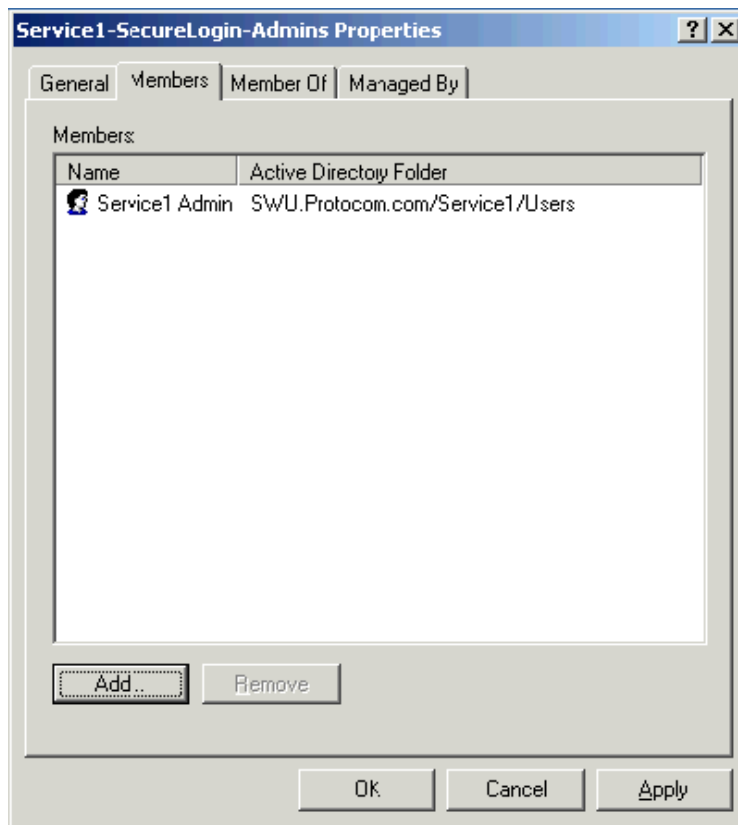 Service1-SecureLogin-Admins Properties
General Members Member Of Managed By
Members:
Name Active Directory Folder
Service1 Admin SWU.Protocom.com/Service1/Users
Add... Remove
OK Cancel Apply